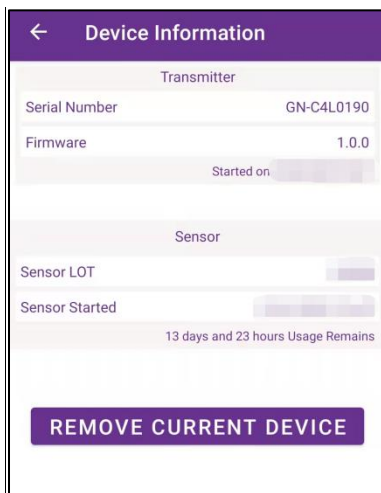 ← Device Information
Transmitter
Serial Number GN-C4L0190
Firmware 1.0.0
Started on
Sensor
Sensor LOT
Sensor Started
13 days and 23 hours Usage Remains
REMOVE CURRENT DEVICE